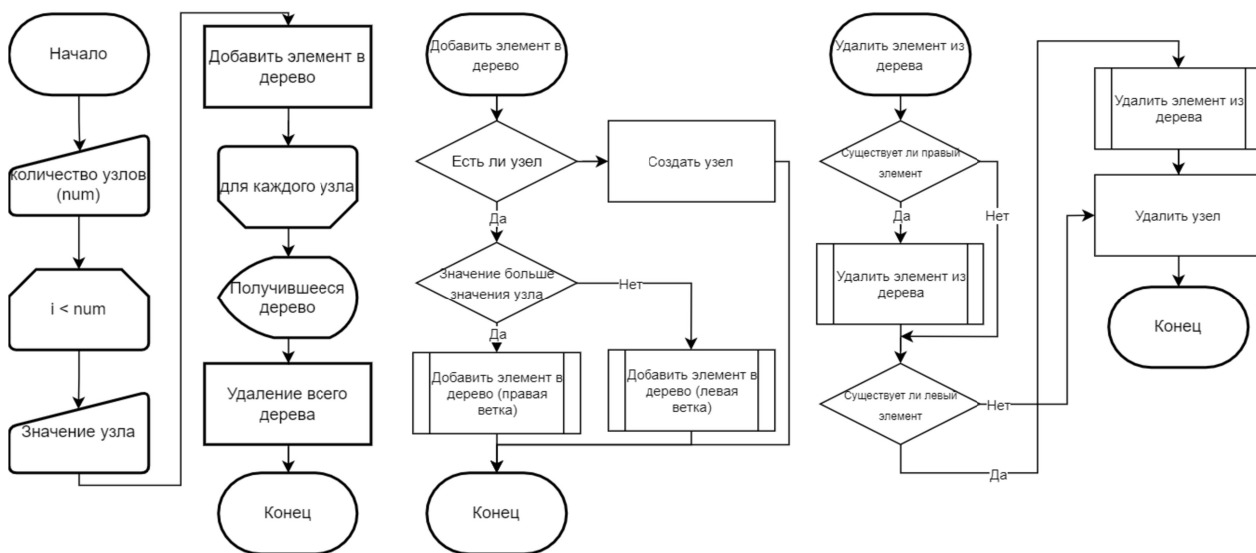 Начало
количество узлов
(num)
i < num
Значение узла
Добавить элемент в
дерево
для каждого узла
Получившееся
дерево
Удаление всего
дерева
Конец
Добавить элемент в
дерево
Есть ли узел
Создать узел
Да
Значение больше
значения узла
Нет
Да
Добавить элемент в
дерево (правая
ветка)
Добавить элемент в
дерево (левая
ветка)
Конец
Удалить элемент из
дерева
Существует ли правый
элемент
Да
Нет
Удалить элемент из
дерева
Существует ли левый
элемент
Нет
Да
Удалить элемент из
дерева
Удалить узел
Конец